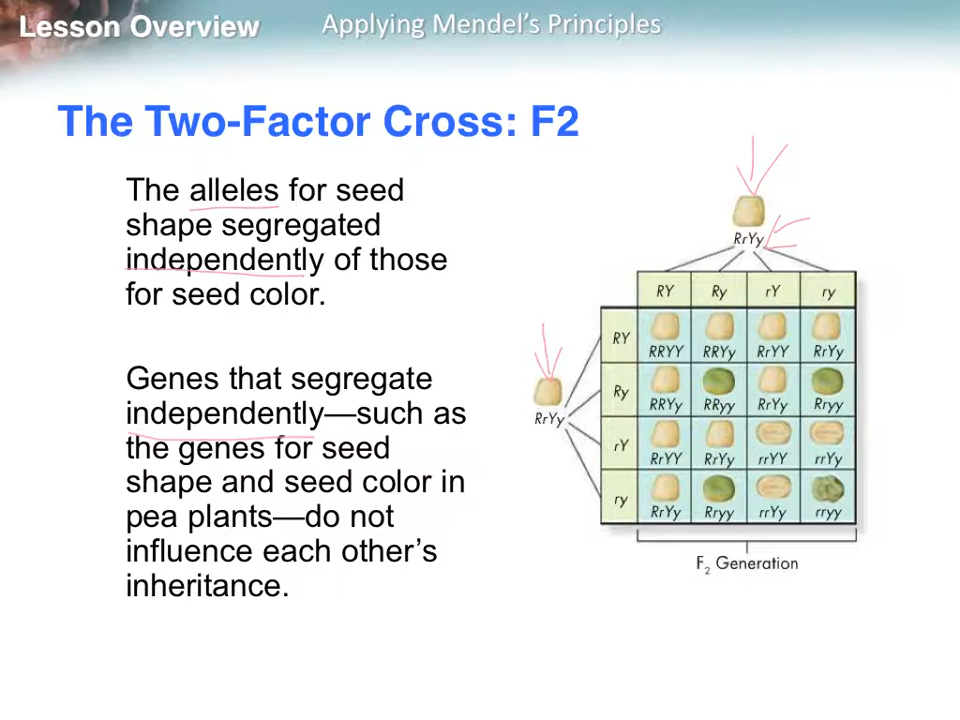 Lesson Overview
Applying Mendel's Principles
The Two-Factor Cross: F2
The alleles for seed
shape segregated
independently of those
for seed color.
Genes that segregate
independently—such as
the genes for seed
shape and seed color in
pea plants—do not
influence each other's
inheritance.
RrYy
RY Ry rY ry
RY
RRYY RRYy RrYY RrYy
Ry
RRYy RRyy RrYy Rryy
RrYy
rY
RrYY RrYy rrYY rrYy
ry
RrYy Rryy rrYy rryy
F2 Generation